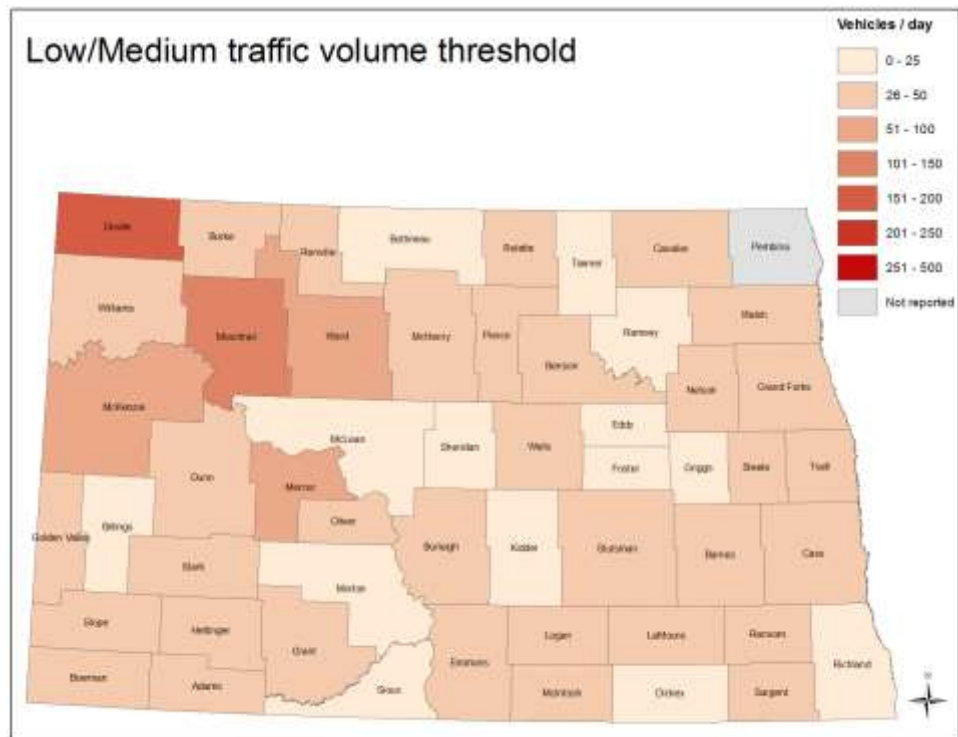 Low/Medium traffic volume threshold
Vehicles / day
0 - 25
26 - 50
51 - 100
101 - 150
151 - 200
201 - 250
251 - 500
Not reported
Divide
Burke
Renville
Bottineau
Rolette
Towner
Cavalier
Pembina
Williams
Mountrail
Ward
McHenry
Pierce
Benson
Ramsey
Walsh
Nelson
Grand Forks
McKenzie
Dunn
McLean
Mercer
Oliver
Sheridan
Wells
Eddy
Foster
Griggs
Steele
Traill
Golden Valley
Billings
Stark
Morton
Burleigh
Kidder
Stutsman
Barnes
Cass
Slope
Hettinger
Grant
Bowman
Adams
Sioux
Emmons
Logan
LaMoure
Ransom
Richland
McIntosh
Dickey
Sargent